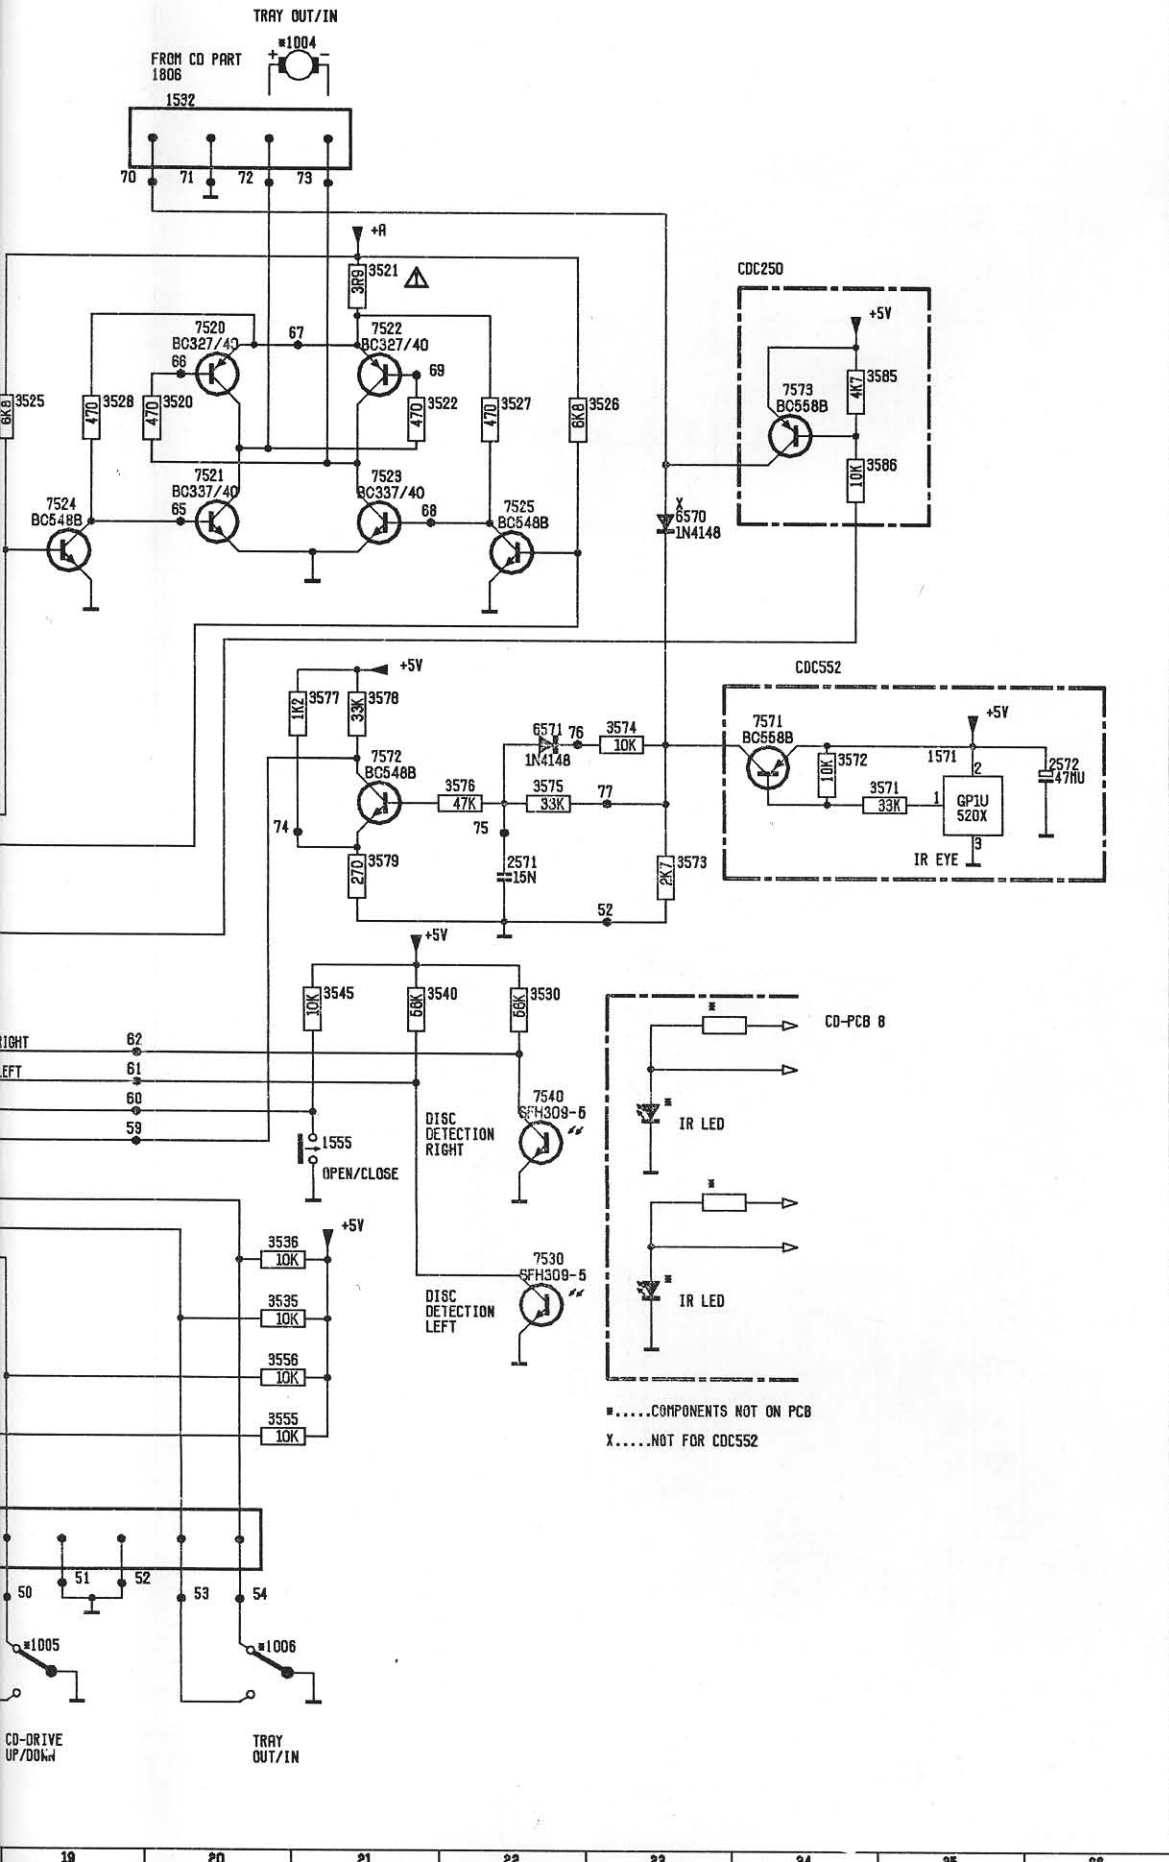 TRAY OUT/IN
*1004
+ -
FROM CD PART
1806
1532
70 71 72 73
+A
3R9 3521
CDC250
+5V
7520
BC327/40
67
7522
BC327/40
66
69
6K8 3525
470 3528
470 3520
470 3522
470 3527
6K8 3526
7573
BC558B
4K7 3585
10K 3586
7521
BC337/40
7523
BC337/40
7524
BC548B
65
68
7525
BC548B
X
6570
1N4148
CDC552
+5V
1K2 3577
33K 3578
7572
BC548B
6571
1N4148
76
3574
10K
7571
BC558B
+5V
10K 3572
1571
2
2572
47MU
3576
47K
3575
33K
77
3571
33K
1
GP1U
520X
3
IR EYE
74
75
270 3579
2571
15N
2K7 3573
52
+5V
10K 3545
56K 3540
56K 3530
*
CD-PCB 8
RIGHT
62
LEFT
61
60
59
7540
SFH309-5
DISC
DETECTION
RIGHT
*
IR LED
1555
OPEN/CLOSE
*
+5V
3536
10K
7530
SFH309-5
*
IR LED
3535
10K
DISC
DETECTION
LEFT
3556
10K
3555
10K
*.....COMPONENTS NOT ON PCB
X.....NOT FOR CDC552
50 51 52 53 54
*1005
*1006
CD-DRIVE
UP/DOWN
TRAY
OUT/IN
19 20 21 22 23 24 25